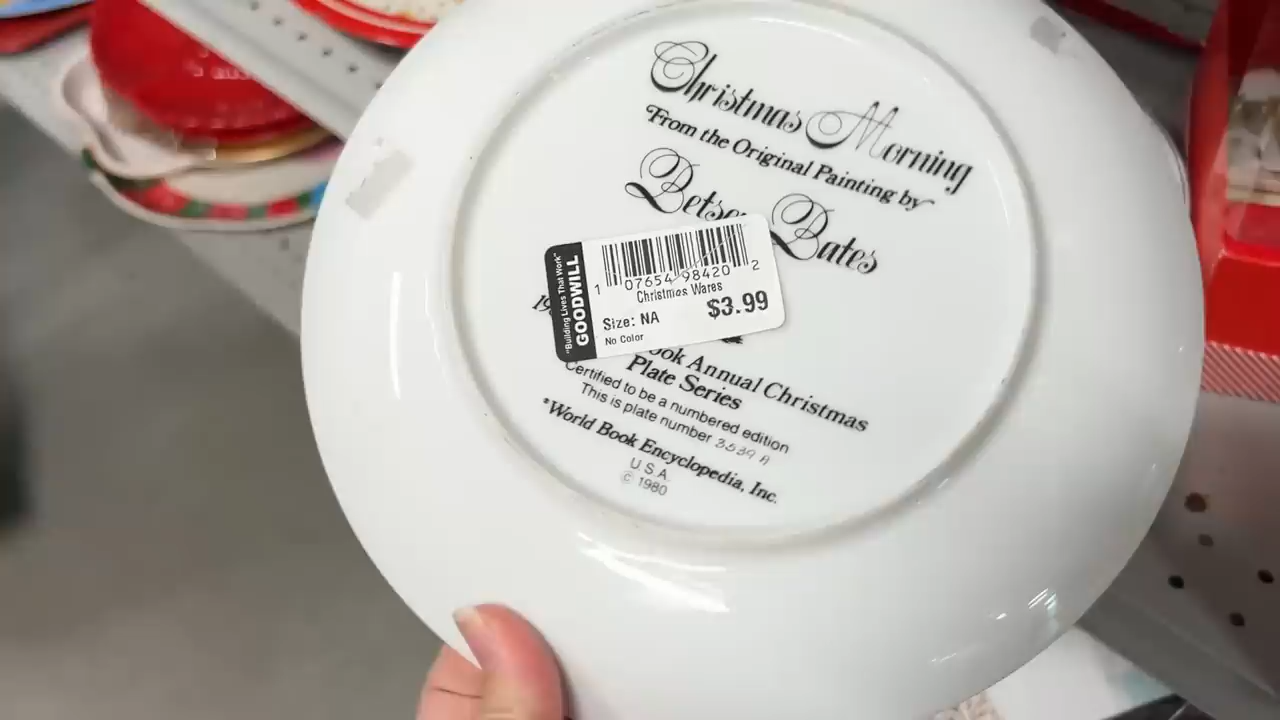 Christmas Morning
From the Original Painting by
Bates
"Building Lives That Work"
GOODWILL
1 07654 98420 2
Christmas Wares
Size: NA
$3.99
No Color
Annual Christmas
Plate Series
Certified to be a numbered edition
This is plate number 3539 A
*World Book Encyclopedia, Inc.
U.S.A.
© 1980